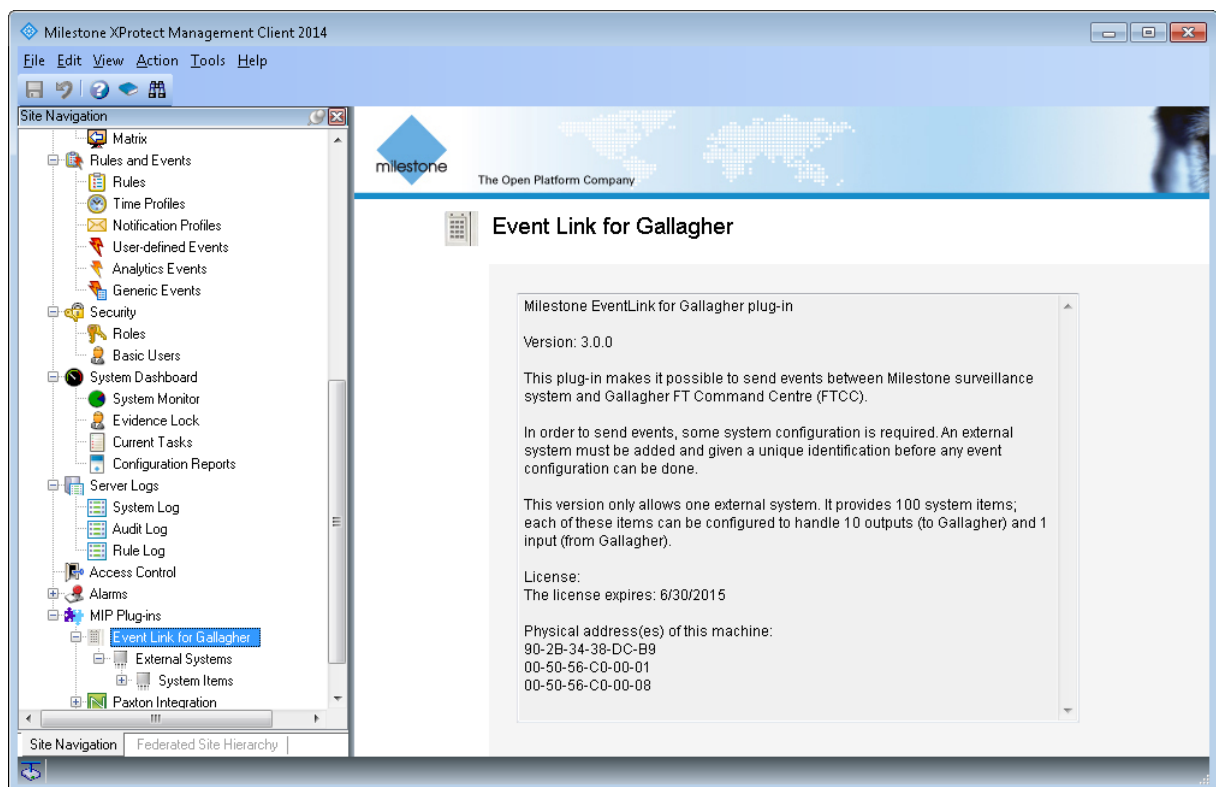 Milestone XProtect Management Client 2014
File Edit View Action Tools Help
Site Navigation
Matrix
Rules and Events
Rules
Time Profiles
Notification Profiles
User-defined Events
Analytics Events
Generic Events
Security
Roles
Basic Users
System Dashboard
System Monitor
Evidence Lock
Current Tasks
Configuration Reports
Server Logs
System Log
Audit Log
Rule Log
Access Control
Alarms
MIP Plug-ins
Event Link for Gallagher
External Systems
System Items
Paxton Integration
Site Navigation
Federated Site Hierarchy
milestone
The Open Platform Company
Event Link for Gallagher
Milestone EventLink for Gallagher plug-in
Version: 3.0.0
This plug-in makes it possible to send events between Milestone surveillance
system and Gallagher FT Command Centre (FTCC).
In order to send events, some system configuration is required. An external
system must be added and given a unique identification before any event
configuration can be done.
This version only allows one external system. It provides 100 system items;
each of these items can be configured to handle 10 outputs (to Gallagher) and 1
input (from Gallagher).
License:
The license expires: 6/30/2015
Physical address(es) of this machine:
90-2B-34-38-DC-B9
00-50-56-C0-00-01
00-50-56-C0-00-08